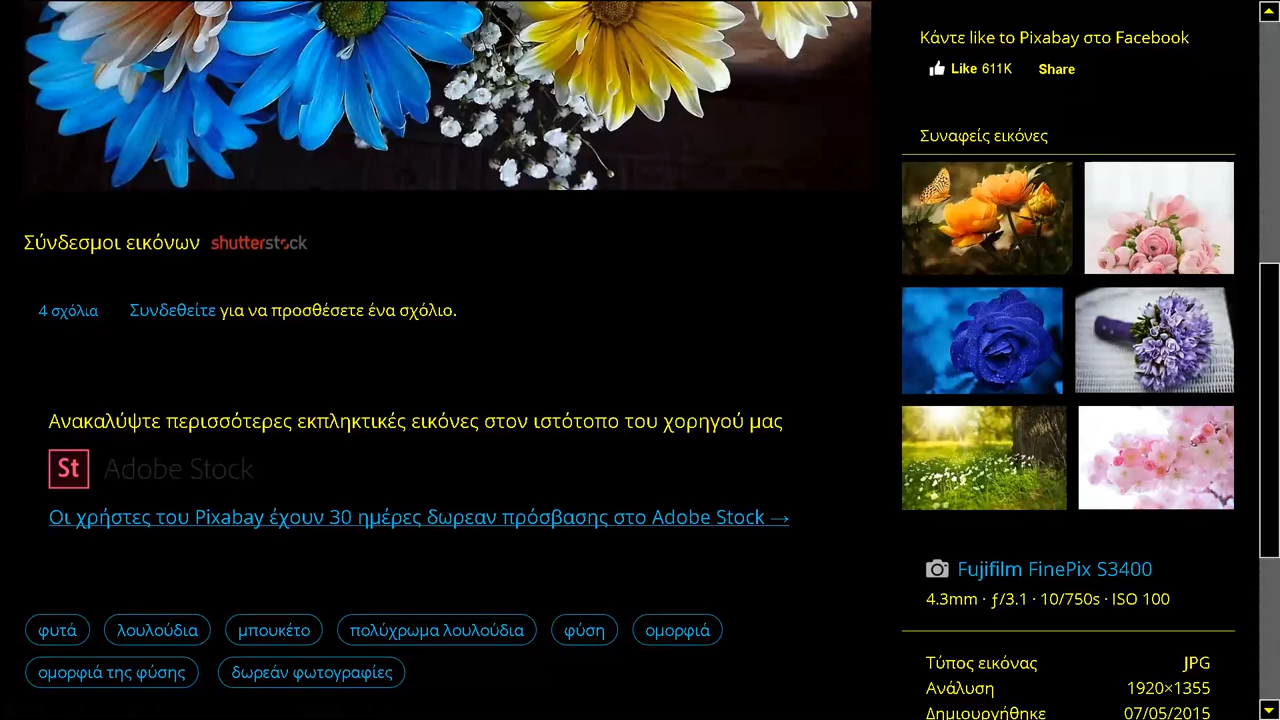 Κάντε like to Pixabay στο Facebook
Like 611K Share
Συναφείς εικόνες
Σύνδεσμοι εικόνων shutterstock
4 σχόλια Συνδεθείτε για να προσθέσετε ένα σχόλιο.
Ανακαλύψτε περισσότερες εκπληκτικές εικόνες στον ιστότοπο του χορηγού μας
St Adobe Stock
Οι χρήστες του Pixabay έχουν 30 ημέρες δωρεαν πρόσβασης στο Adobe Stock →
φυτά λουλούδια μπουκέτο πολύχρωμα λουλούδια φύση ομορφιά
ομορφιά της φύσης δωρεάν φωτογραφίες
Fujifilm FinePix S3400
4.3mm · ƒ/3.1 · 10/750s · ISO 100
Τύπος εικόνας JPG
Ανάλυση 1920×1355
Δημιουργήθηκε 07/05/2015